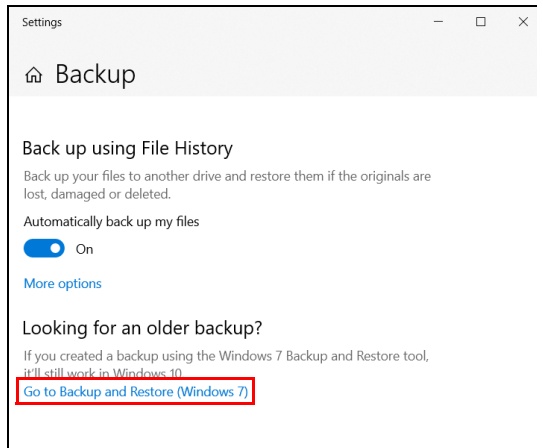 Settings
Backup
Back up using File History
Back up your files to another drive and restore them if the originals are
lost, damaged or deleted.
Automatically back up my files
On
More options
Looking for an older backup?
If you created a backup using the Windows 7 Backup and Restore tool,
it'll still work in Windows 10.
Go to Backup and Restore (Windows 7)